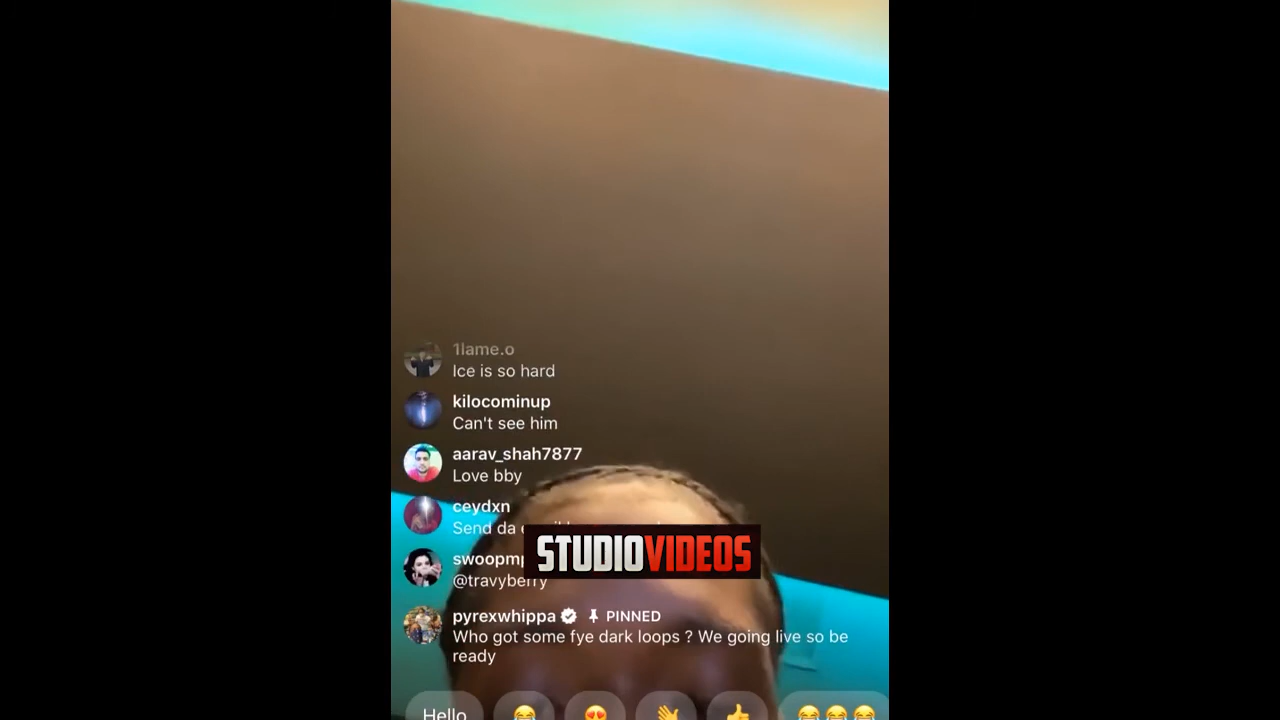 1lame.o
Ice is so hard
kilocominup
Can't see him
aarav_shah7877
Love bby
ceydxn
Send da
STUDIOVIDEOS
@travyberry
pyrexwhippa PINNED
Who got some fye dark loops ? We going live so be
ready
Hello